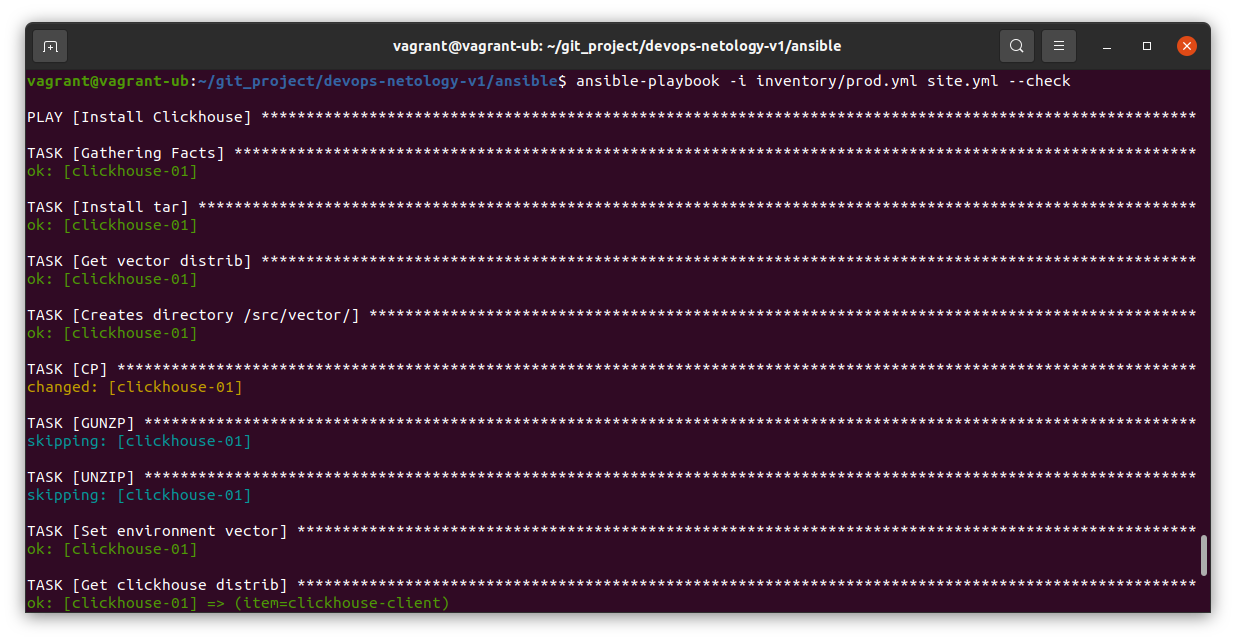 vagrant@vagrant-ub: ~/git_project/devops-netology-v1/ansible
vagrant@vagrant-ub:~/git_project/devops-netology-v1/ansible$ ansible-playbook -i inventory/prod.yml site.yml --check
PLAY [Install Clickhouse] ********************************************************************************************************
TASK [Gathering Facts] ***********************************************************************************************************
ok: [clickhouse-01]
TASK [Install tar] ***************************************************************************************************************
ok: [clickhouse-01]
TASK [Get vector distrib] ********************************************************************************************************
ok: [clickhouse-01]
TASK [Creates directory /src/vector/] ********************************************************************************************
ok: [clickhouse-01]
TASK [CP] ************************************************************************************************************************
changed: [clickhouse-01]
TASK [GUNZP] *********************************************************************************************************************
skipping: [clickhouse-01]
TASK [UNZIP] *********************************************************************************************************************
skipping: [clickhouse-01]
TASK [Set environment vector] ****************************************************************************************************
ok: [clickhouse-01]
TASK [Get clickhouse distrib] ****************************************************************************************************
ok: [clickhouse-01] => (item=clickhouse-client)